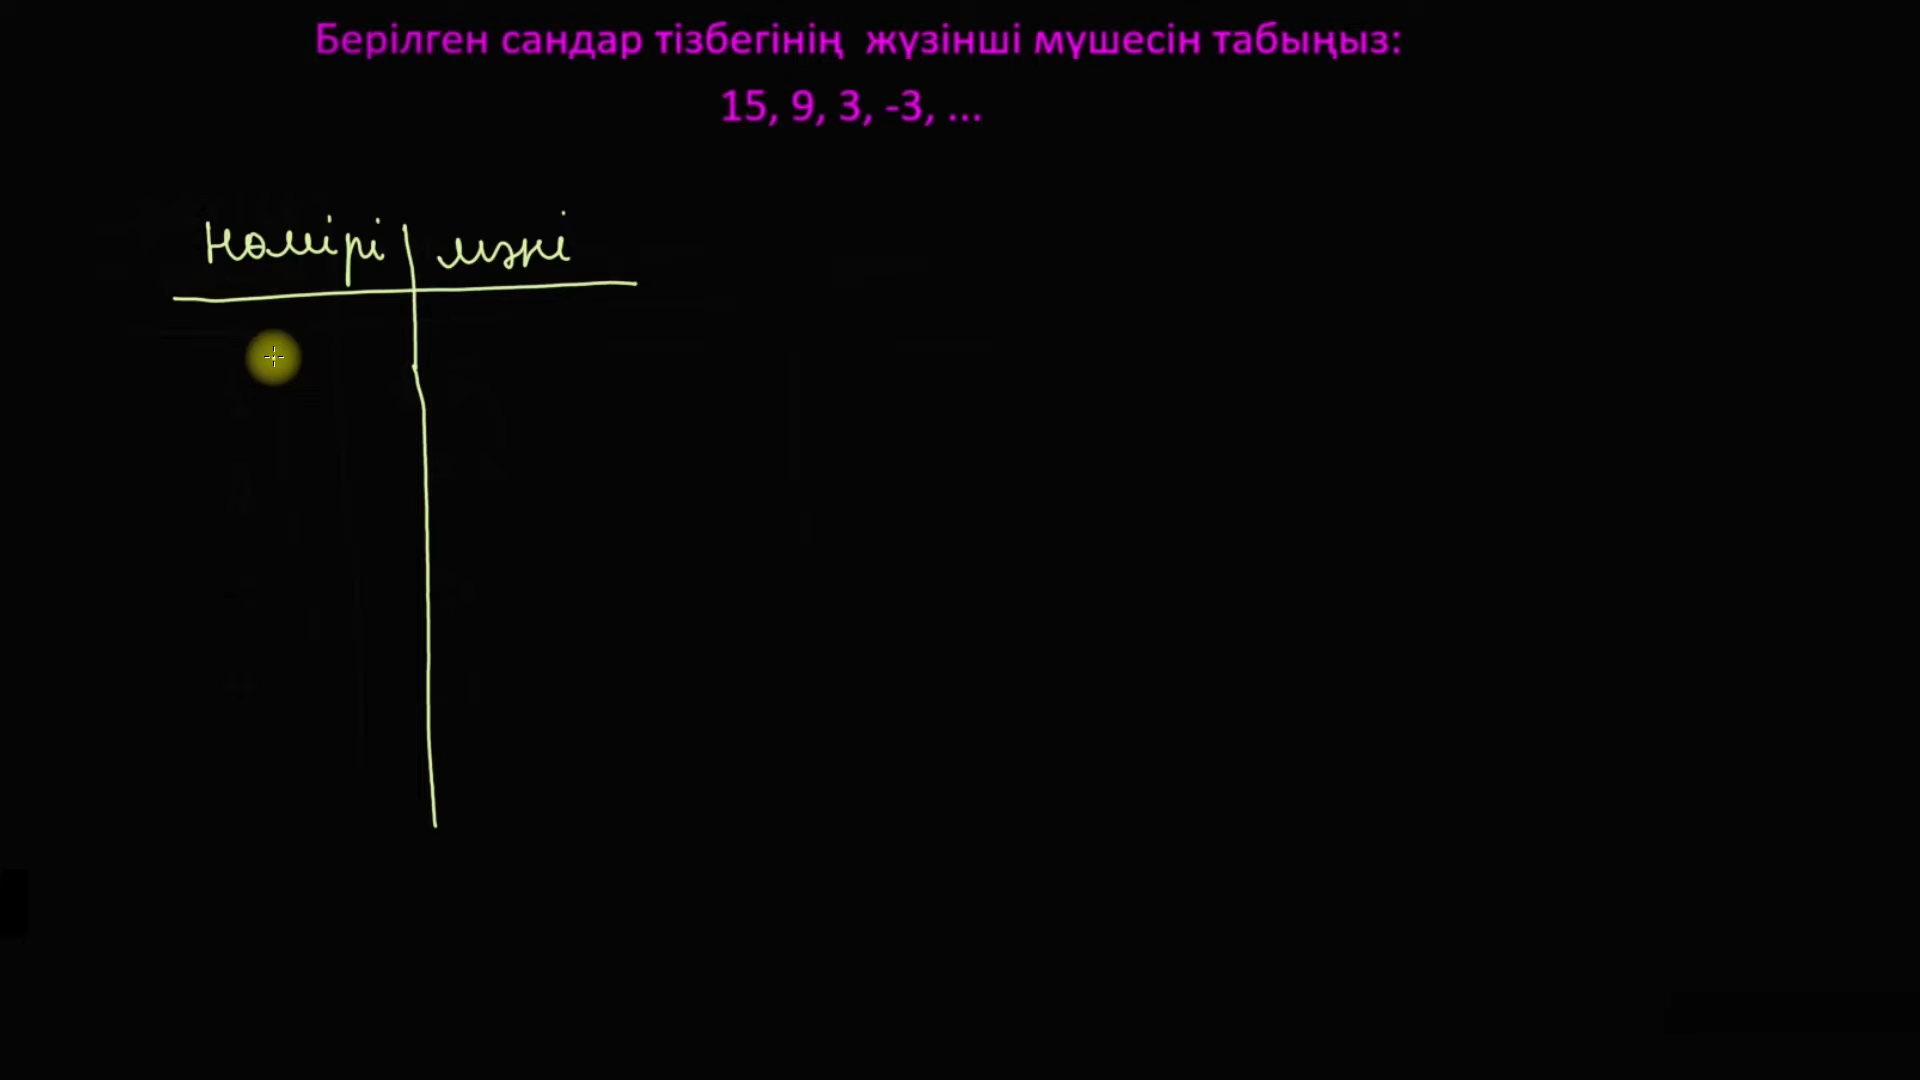 Берілген сандар тізбегінің жүзінші мүшесін табыңыз:
15, 9, 3, -3, ...
Нөмірі мәні